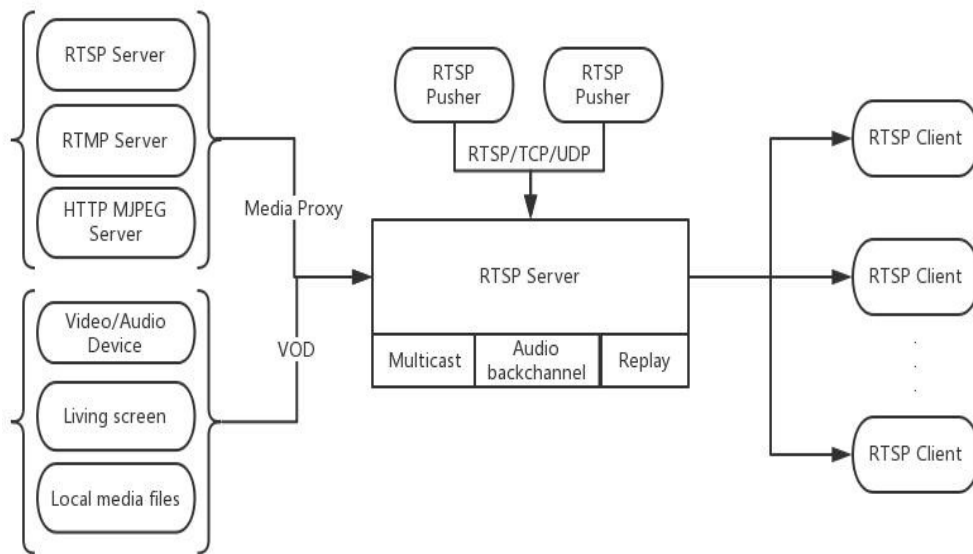 RTSP Server
RTMP Server
HTTP MJPEG
Server
Media Proxy
Video/Audio
Device
Living screen
Local media files
VOD
RTSP
Pusher
RTSP
Pusher
RTSP/TCP/UDP
RTSP Server
Multicast
Audio
backchannel
Replay
RTSP Client
RTSP Client
.
.
.
RTSP Client